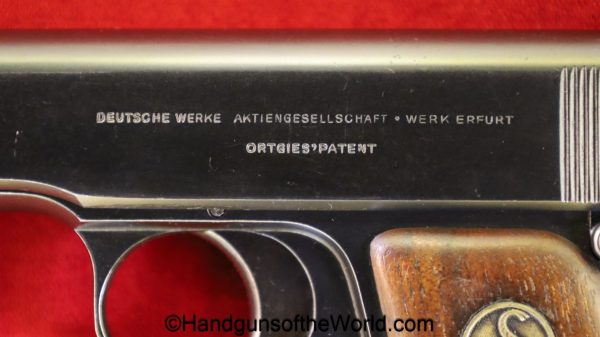 DEUTSCHE WERKE AKTIENGESELLSCHAFT • WERK ERFURT
ORTGIES'PATENT
©HandgunsoftheWorld.com